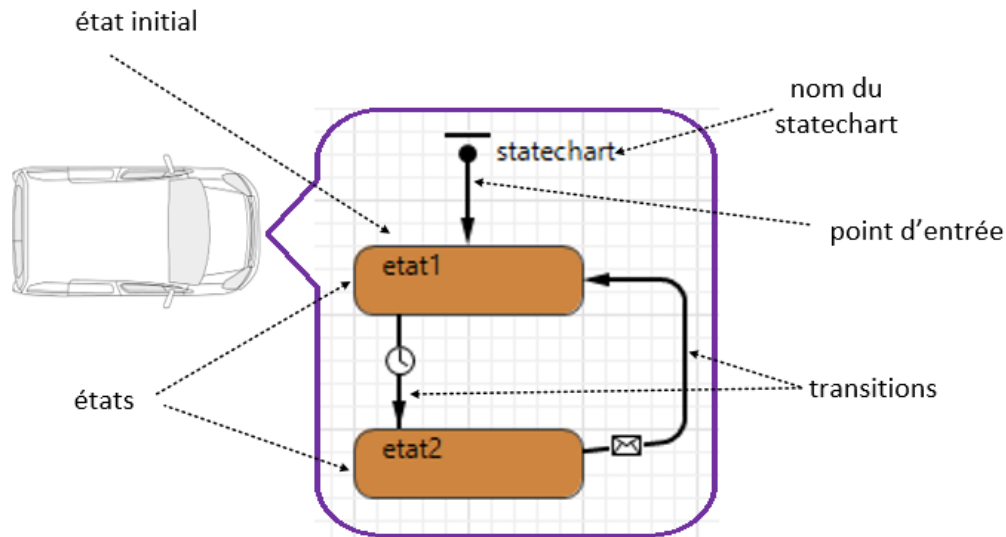 état initial
nom du
statechart
statechart
point d'entrée
etat1
états
transitions
etat2